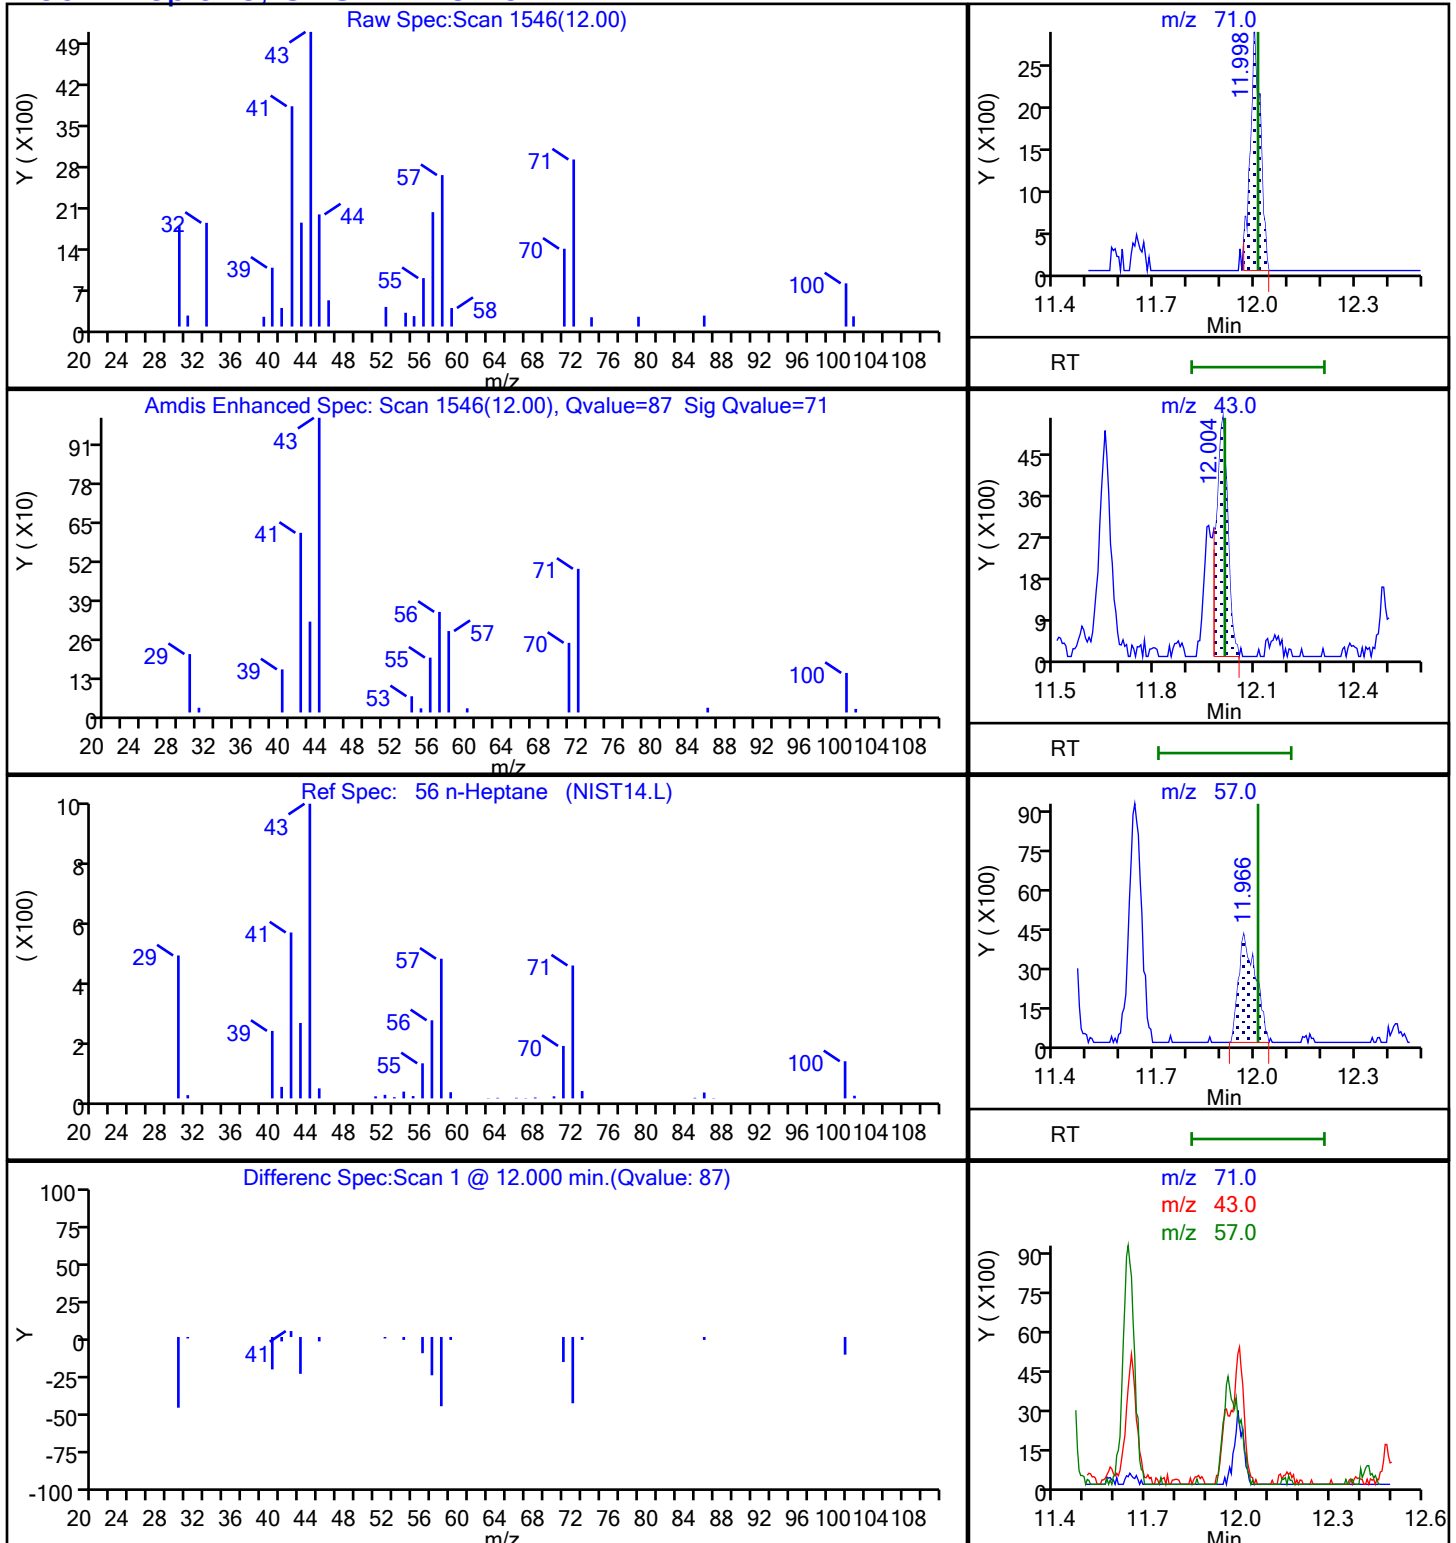 Raw Spec:Scan 1546(12.00)
Y ( X100)
49
42
35
28
21
14
7
0
43
41
32
39
44
57
55
58
71
70
100
20 24 28 32 36 40 44 48 52 56 60 64 68 72 76 80 84 88 92 96 100 104 108
m/z
m/z 71.0
Y ( X100)
25
20
15
10
5
0
11.998
11.4 11.7 12.0 12.3
Min
RT
Amdis Enhanced Spec: Scan 1546(12.00), Qvalue=87 Sig Qvalue=71
Y ( X10)
91
78
65
52
39
26
13
0
43
41
29
39
56
57
55
53
71
70
100
20 24 28 32 36 40 44 48 52 56 60 64 68 72 76 80 84 88 92 96 100 104 108
m/z
m/z 43.0
Y ( X100)
45
36
27
18
9
0
12.004
11.5 11.8 12.1 12.4
Min
RT
Ref Spec: 56 n-Heptane (NIST14.L)
( X100)
10
8
6
4
2
0
43
41
29
39
57
56
55
71
70
100
20 24 28 32 36 40 44 48 52 56 60 64 68 72 76 80 84 88 92 96 100 104 108
m/z 57.0
Y ( X100)
90
75
60
45
30
15
0
11.966
11.4 11.7 12.0 12.3
Min
RT
Differenc Spec:Scan 1 @ 12.000 min.(Qvalue: 87)
Y
100
75
50
25
0
-25
-50
-75
-100
41
20 24 28 32 36 40 44 48 52 56 60 64 68 72 76 80 84 88 92 96 100 104 108
m/z
m/z 71.0
m/z 43.0
m/z 57.0
Y ( X100)
90
75
60
45
30
15
0
11.4 11.7 12.0 12.3 12.6
Min